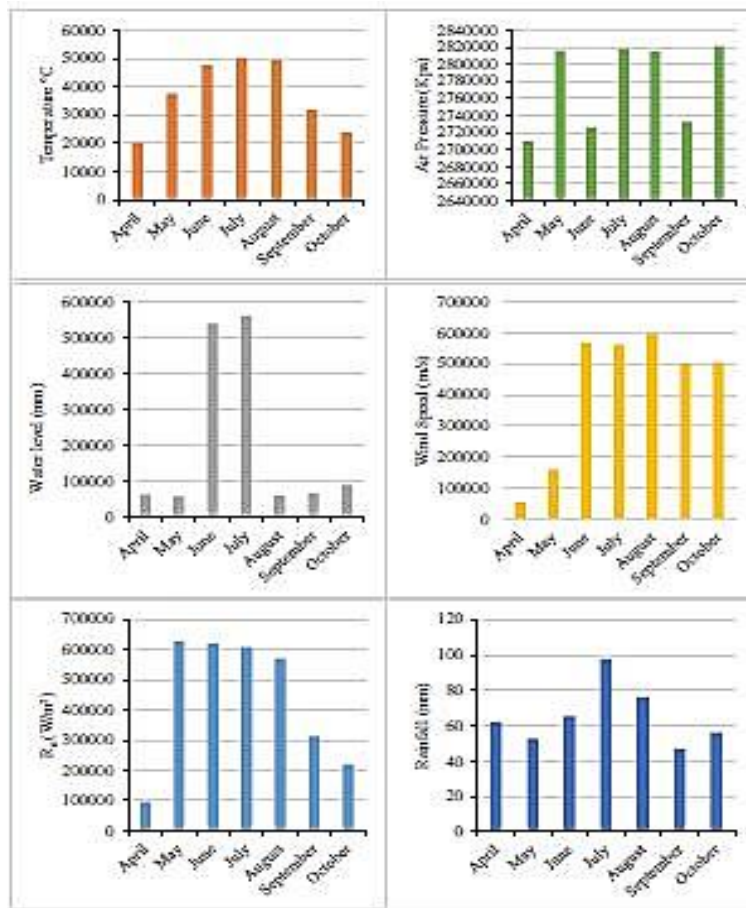 Temperature °C
60000
50000
40000
30000
20000
10000
0
April
May
June
July
August
September
October
Air Pressure (Kpa)
2840000
2820000
2800000
2780000
2760000
2740000
2720000
2700000
2680000
2660000
2640000
April
May
June
July
August
September
October
Water level (mm)
600000
500000
400000
300000
200000
100000
0
April
May
June
July
August
September
October
Wind Speed (m/s)
700000
600000
500000
400000
300000
200000
100000
0
April
May
June
July
August
September
October
(W/m²)
700000
600000
500000
400000
300000
200000
100000
0
April
May
June
July
August
September
October
Rainfall (mm)
120
100
80
60
40
20
0
April
May
June
July
August
September
October